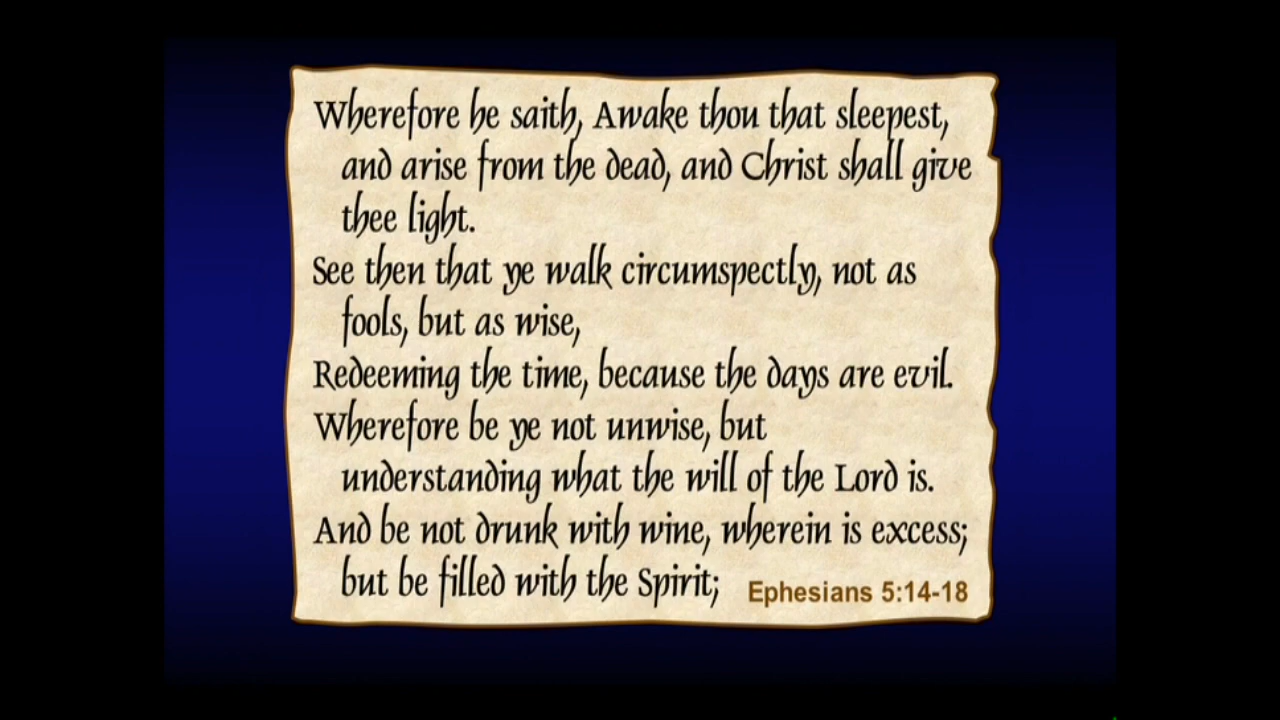 Wherefore he saith, Awake thou that sleepest,
and arise from the dead, and Christ shall give
thee light.
See then that ye walk circumspectly, not as
fools, but as wise,
Redeeming the time, because the days are evil.
Wherefore be ye not unwise, but
understanding what the will of the Lord is.
And be not drunk with wine, wherein is excess;
but be filled with the Spirit; Ephesians 5:14-18